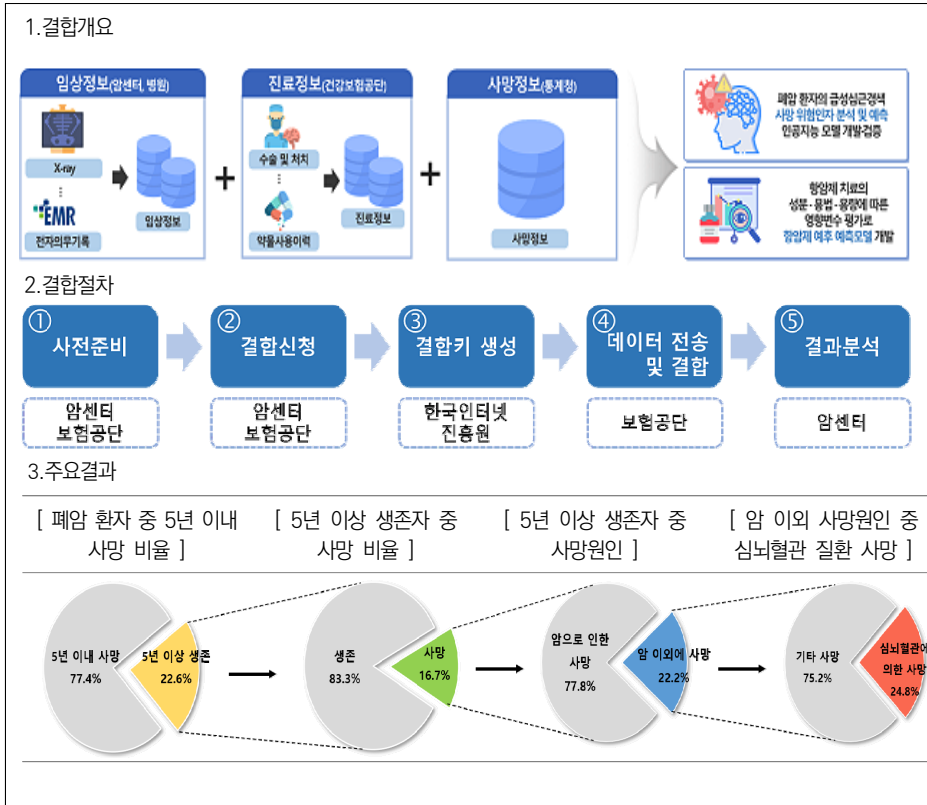 1.결합개요
임상정보(암센터, 병원)
X-ray
EMR
전자의무기록
임상정보
+
진료정보(건강보험공단)
수술 및 처치
약물사용이력
진료정보
+
사망정보(통계청)
사망정보
폐암 환자의 급성심근경색
사망 위험인자 분석 및 예측
인공지능 모델 개발·검증
항암제 치료의
성분·용법·용량에 따른
영향변수 평가로
항암제 예후 예측모델 개발
2.결합절차
①
사전준비
암센터
보험공단
②
결합신청
암센터
보험공단
③
결합키 생성
한국인터넷
진흥원
④
데이터 전송
및 결합
보험공단
⑤
결과분석
암센터
3.주요결과
[ 폐암 환자 중 5년 이내
사망 비율 ]
[ 5년 이상 생존자 중
사망 비율 ]
[ 5년 이상 생존자 중
사망원인 ]
[ 암 이외 사망원인 중
심뇌혈관 질환 사망 ]
5년 이내 사망
77.4%
5년 이상 생존
22.6%
생존
83.3%
사망
16.7%
암으로 인한
사망
77.8%
암 이외에 사망
22.2%
기타 사망
75.2%
심뇌혈관에
의한 사망
24.8%